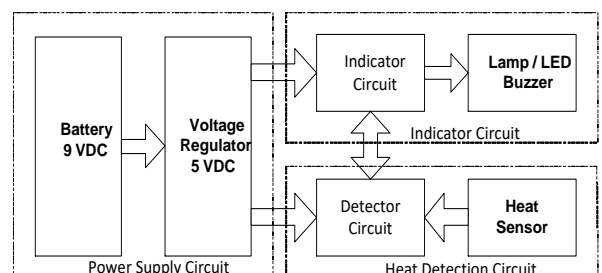 Battery
9 VDC
Voltage
Regulator
5 VDC
Power Supply Circuit
Indicator
Circuit
Lamp / LED
Buzzer
Indicator Circuit
Detector
Circuit
Heat
Sensor
Heat Detection Circuit